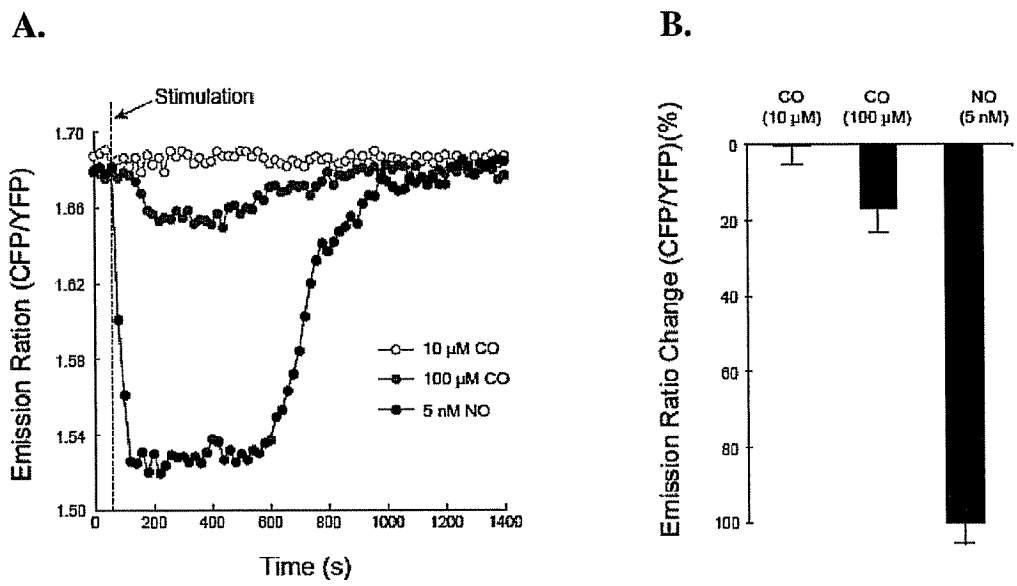 A.
Stimulation
1.70
1.66
1.62
1.58
1.54
1.50
Emission Ration (CFP/YFP)
10 µM CO
100 µM CO
5 nM NO
0
200
400
600
800
1000
1200
1400
Time (s)
B.
CO
(10 µM)
CO
(100 µM)
NO
(5 nM)
0
20
40
60
80
100
Emission Ratio Change (CFP/YFP)(%)